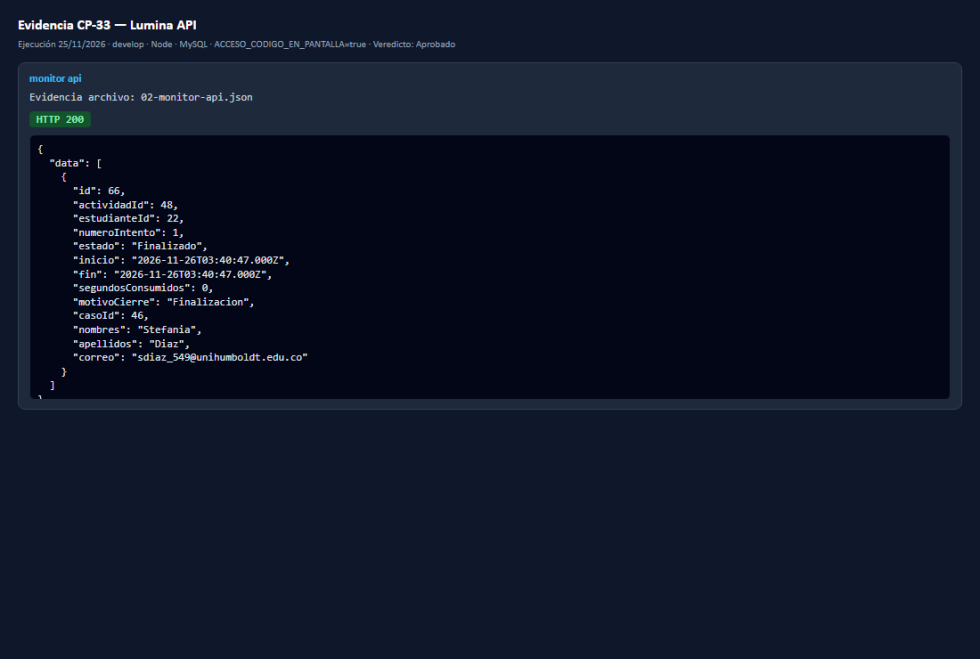 Evidencia CP-33 — Lumina API
Ejecución 25/11/2026 · develop · Node · MySQL · ACCESO_CODIGO_EN_PANTALLA=true · Veredicto: Aprobado
monitor api
Evidencia archivo: 02-monitor-api.json
HTTP 200
{
  "data": [
    {
      "id": 66,
      "actividadId": 48,
      "estudianteId": 22,
      "numeroIntento": 1,
      "estado": "Finalizado",
      "inicio": "2026-11-26T03:40:47.000Z",
      "fin": "2026-11-26T03:40:47.000Z",
      "segundosConsumidos": 0,
      "motivoCierre": "Finalizacion",
      "casoId": 46,
      "nombres": "Stefania",
      "apellidos": "Diaz",
      "correo": "sdiaz_549@unihumboldt.edu.co"
    }
  ]
}